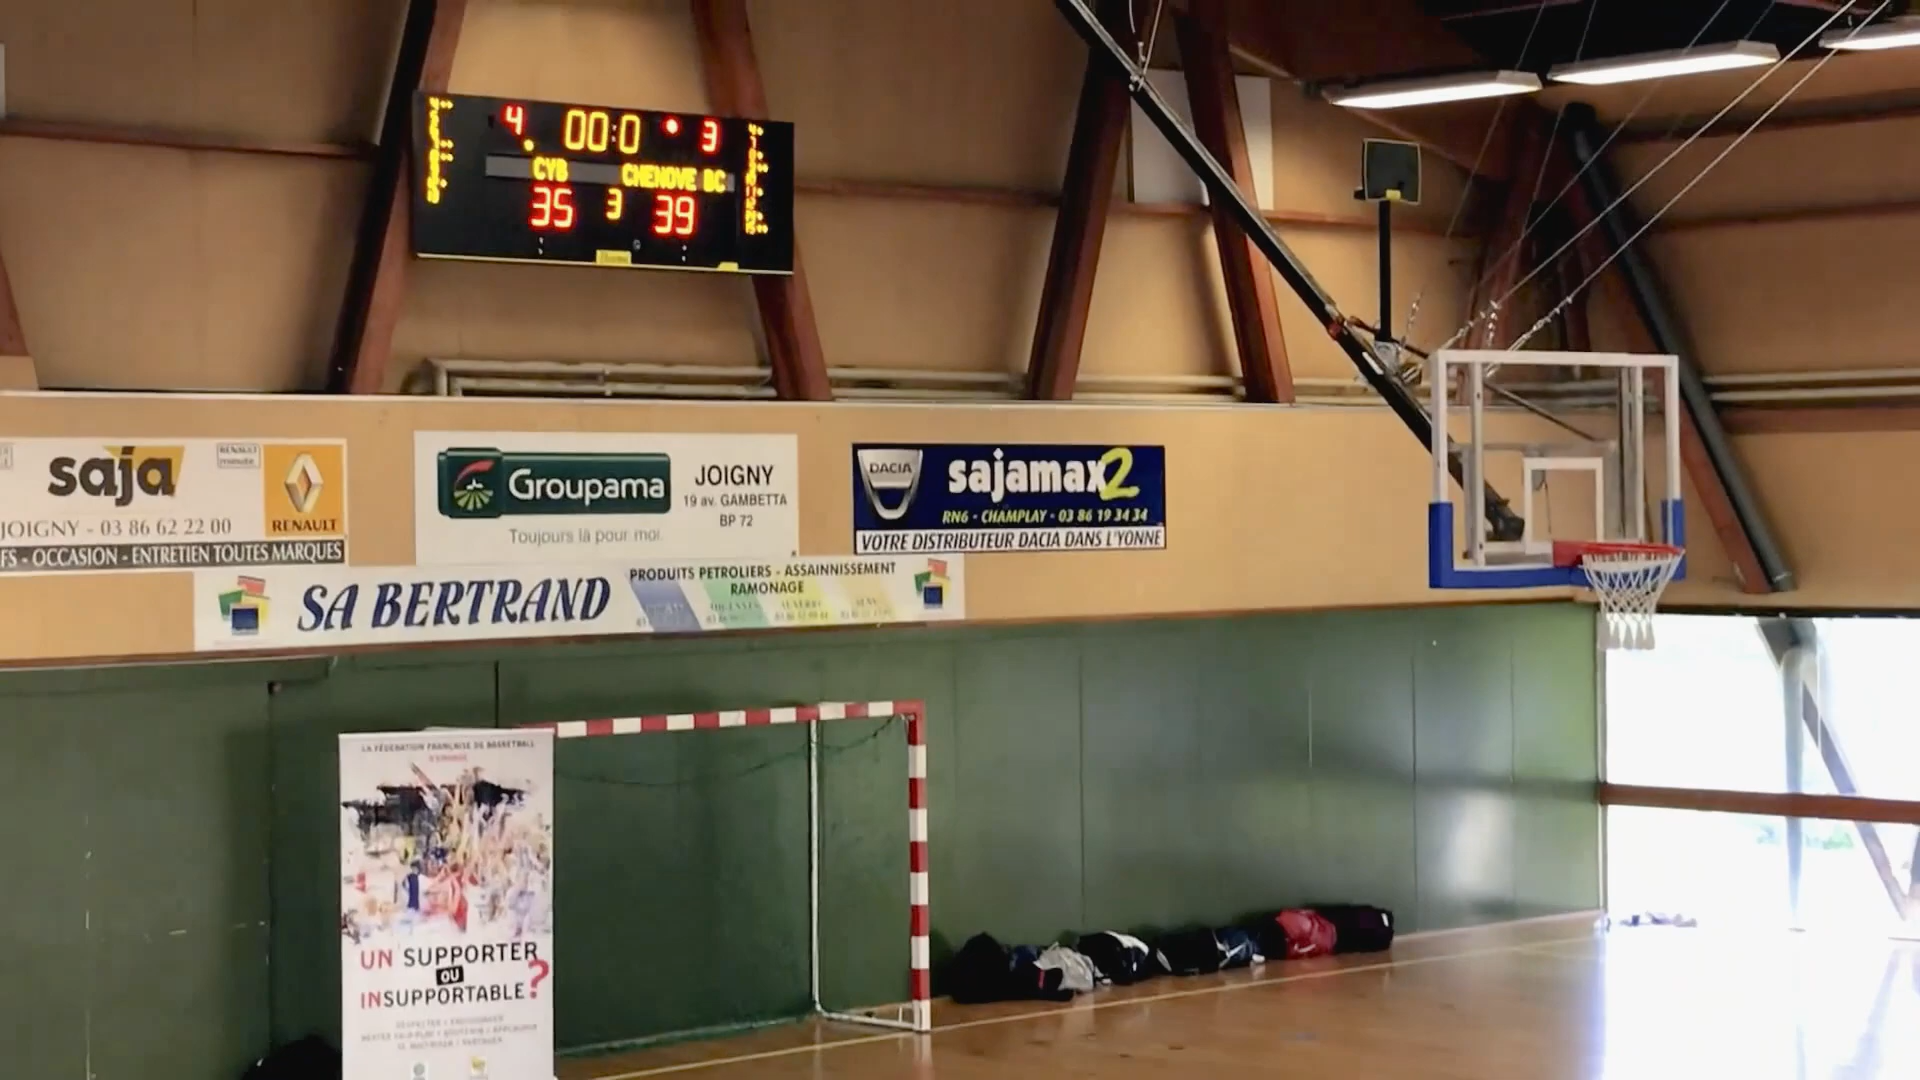 4 00:0 3
CYB CHENOVE BC
35 3 39
saja
RENAULT
minute
RENAULT
JOIGNY - 03 86 62 22 00
FS - OCCASION - ENTRETIEN TOUTES MARQUES
Groupama
Toujours là pour moi.
JOIGNY
19 av. GAMBETTA
BP 72
DACIA
sajamax2
RN6 - CHAMPLAY - 03 86 19 34 34
VOTRE DISTRIBUTEUR DACIA DANS L'YONNE
SA BERTRAND
PRODUITS PETROLIERS - ASSAINISSEMENT
RAMONAGE
LA FÉDÉRATION FRANÇAISE DE BASKETBALL
UN SUPPORTER
OU
INSUPPORTABLE ?